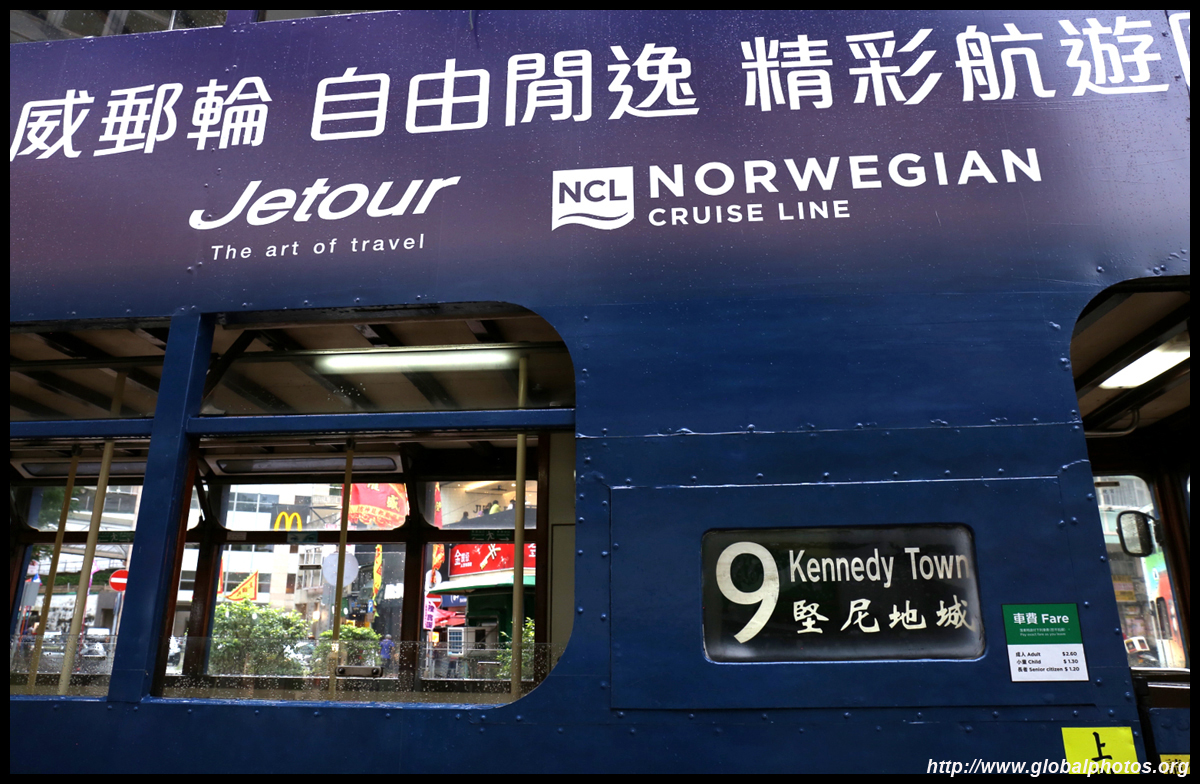 威郵輪 自由閒逸 精彩航遊
Jetour
The art of travel
NCL
NORWEGIAN
CRUISE LINE
9
Kennedy Town
堅尼地城
車費 Fare
成人 Adult $2.60
小童 Child $1.30
長者 Senior citizen $1.20
上
http://www.globalphotos.org